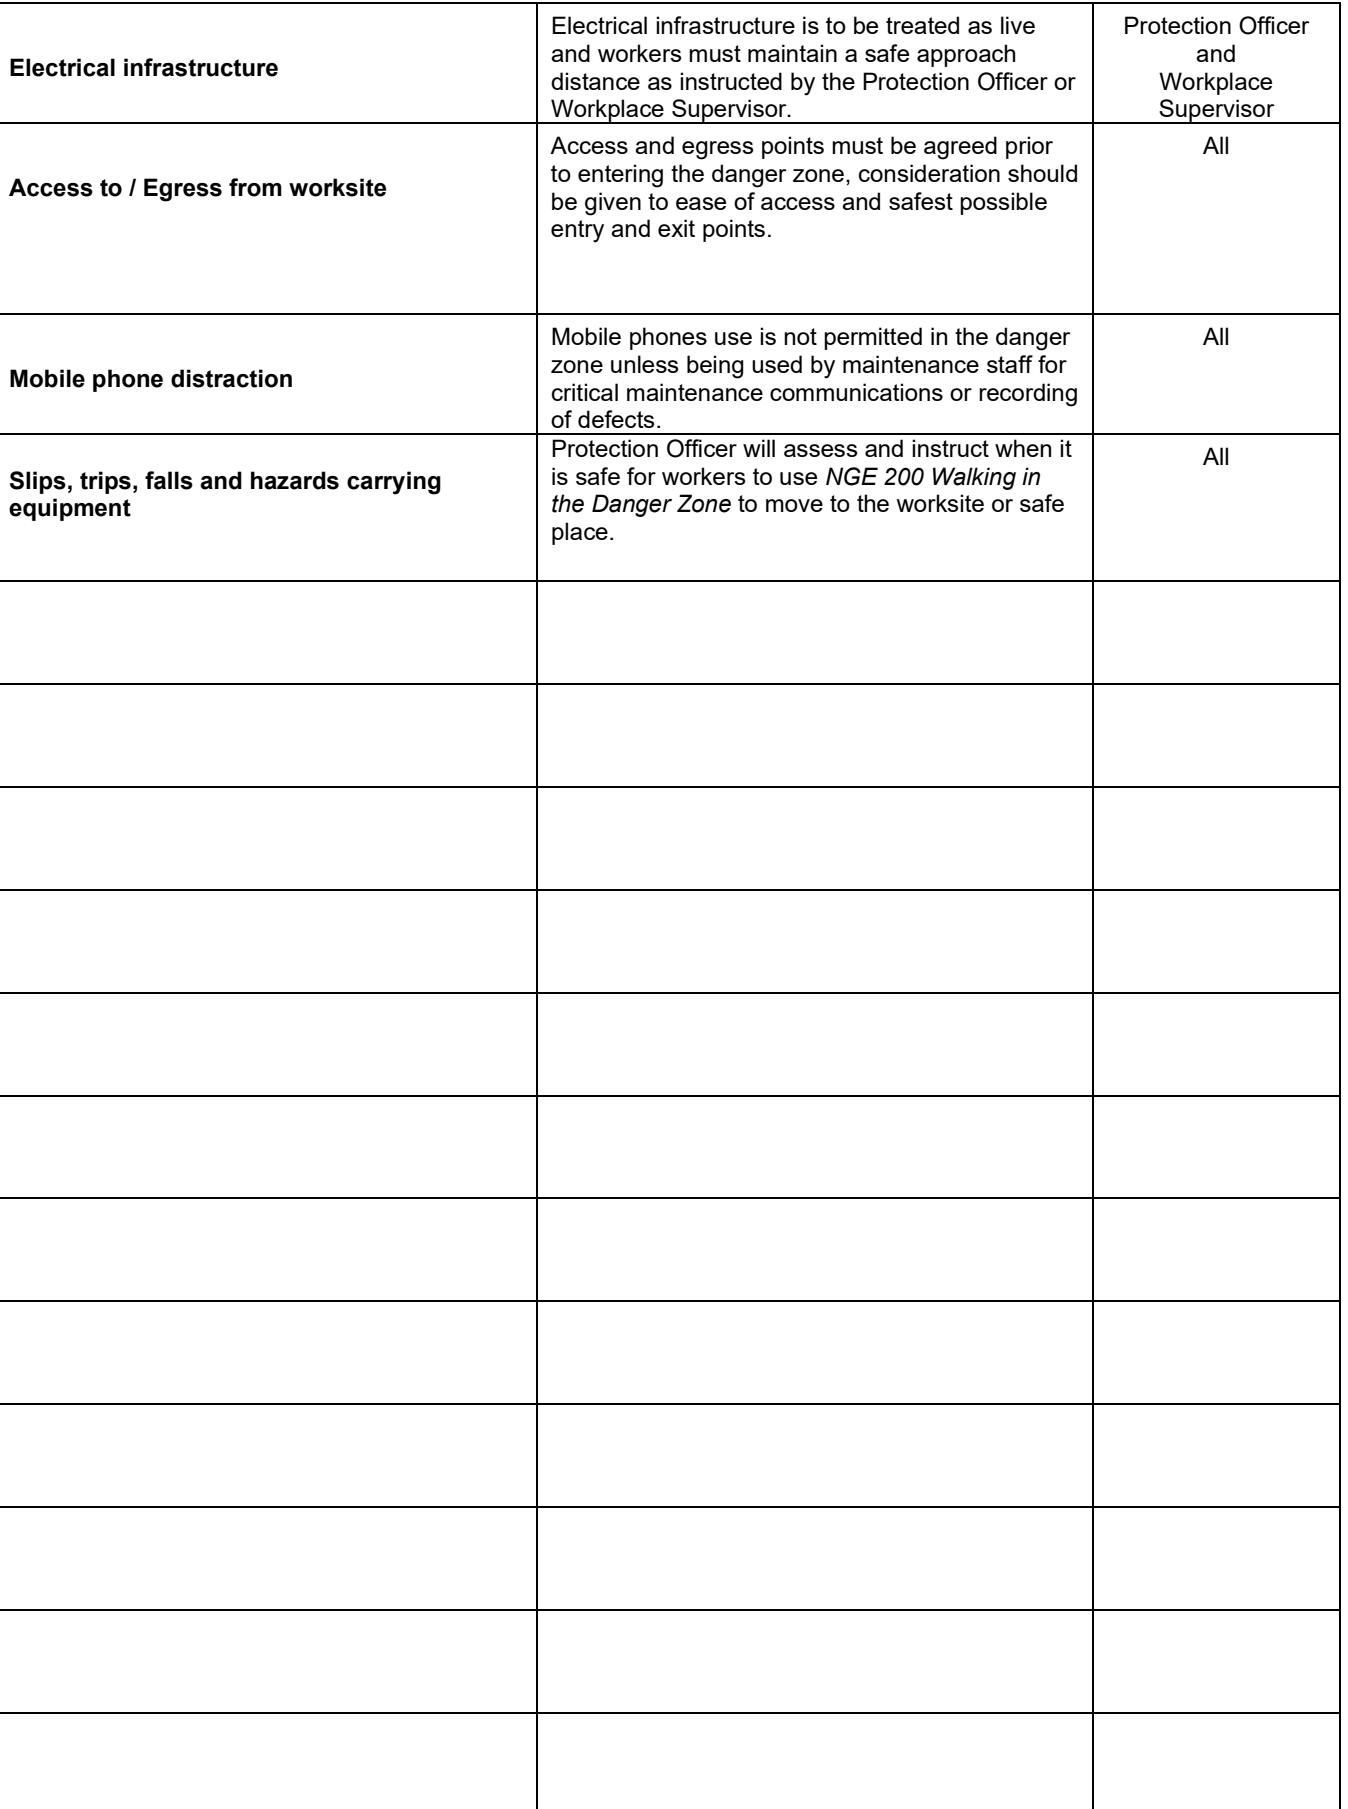 Electrical infrastructure
Electrical infrastructure is to be treated as live
and workers must maintain a safe approach
distance as instructed by the Protection Officer or
Workplace Supervisor.
Protection Officer
and
Workplace
Supervisor
Access to / Egress from worksite
Access and egress points must be agreed prior
to entering the danger zone, consideration should
be given to ease of access and safest possible
entry and exit points.
All
Mobile phone distraction
Mobile phones use is not permitted in the danger
zone unless being used by maintenance staff for
critical maintenance communications or recording
of defects.
All
Slips, trips, falls and hazards carrying
equipment
Protection Officer will assess and instruct when it
is safe for workers to use NGE 200 Walking in
the Danger Zone to move to the worksite or safe
place.
All